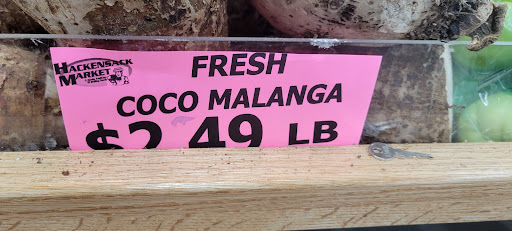 HACKENSACK
MARKET
FRESH
COCO MALANGA
$2.49 LB